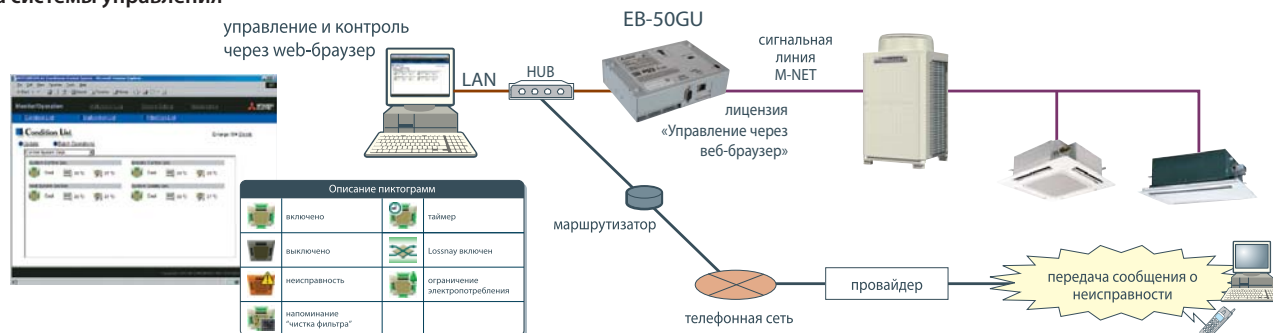 а системы управления
управление и контроль
через web-браузер
LAN
HUB
EB-50GU
сигнальная
линия
M-NET
лицензия
«Управление через
веб-браузер»
Condition List
Описание пиктограмм
включено
таймер
выключено
Lossnay включен
неисправность
ограничение
электропотребления
напоминание
"чистка фильтра"
маршрутизатор
телефонная сеть
провайдер
передача сообщения о
неисправности